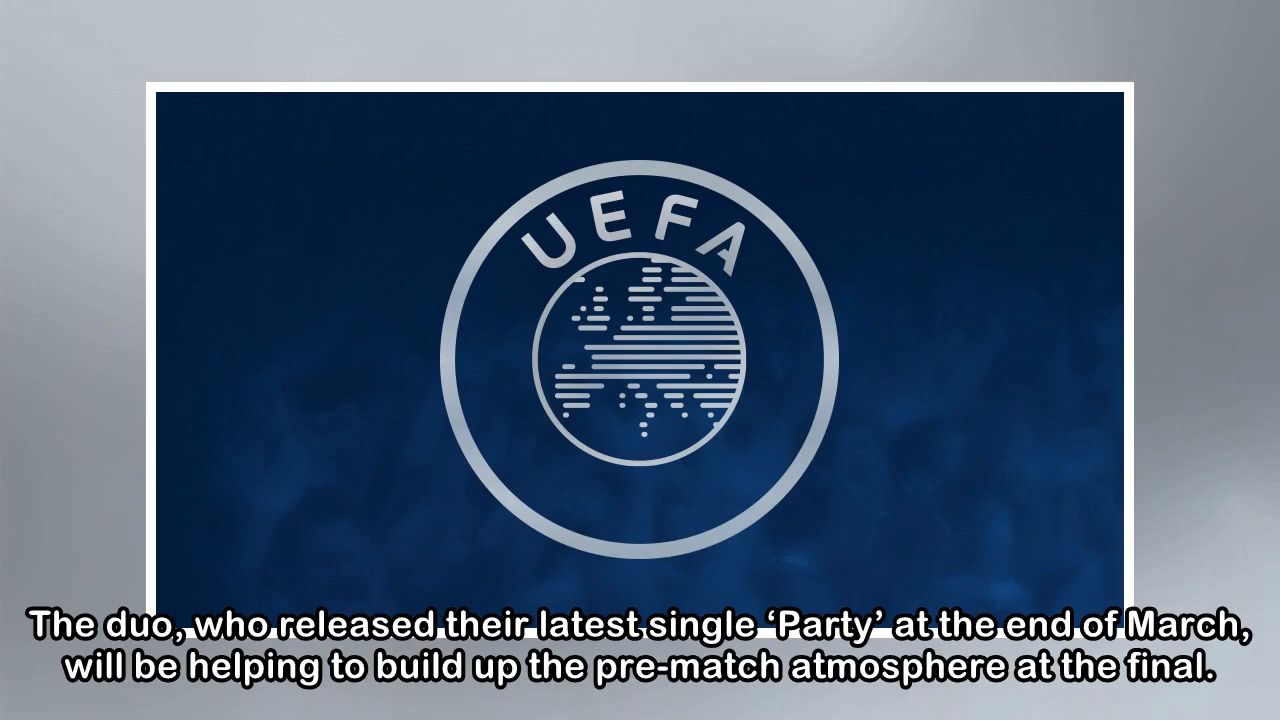 UEFA
The duo, who released their latest single ‘Party’ at the end of March,
will be helping to build up the pre-match atmosphere at the final.